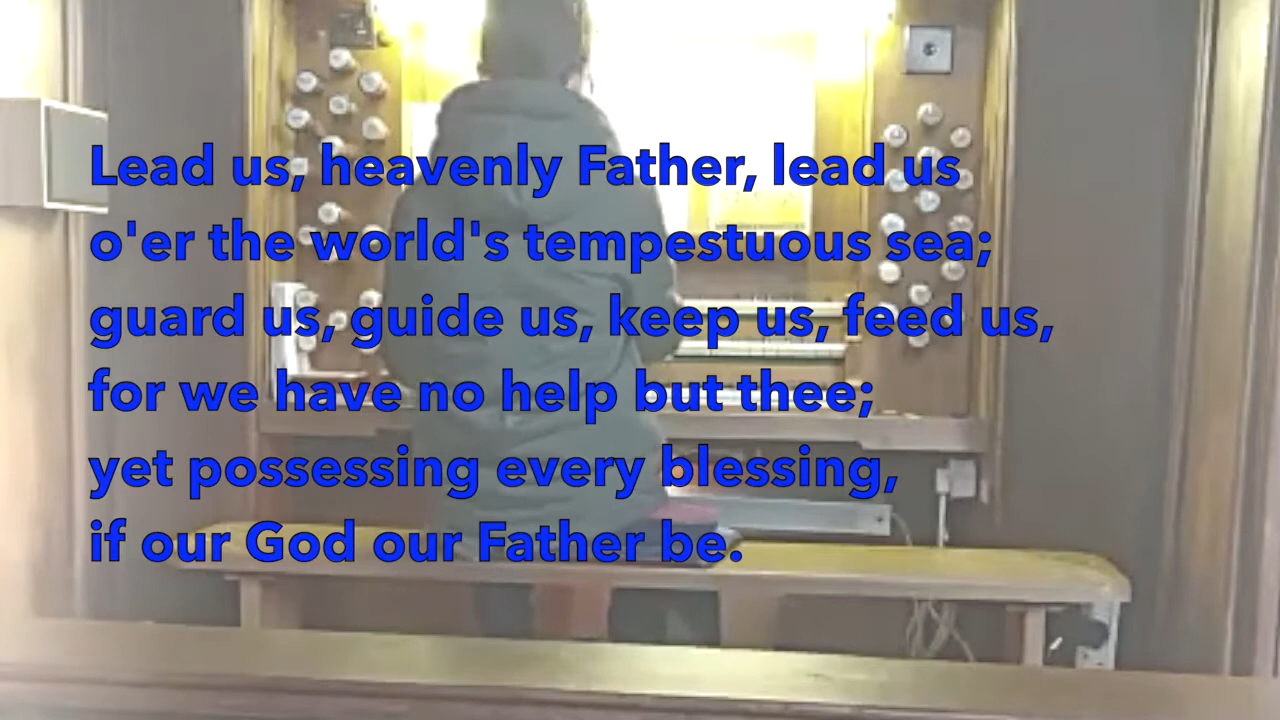 Lead us, heavenly Father, lead us
o'er the world's tempestuous sea;
guard us, guide us, keep us, feed us,
for we have no help but thee;
yet possessing every blessing,
if our God our Father be.